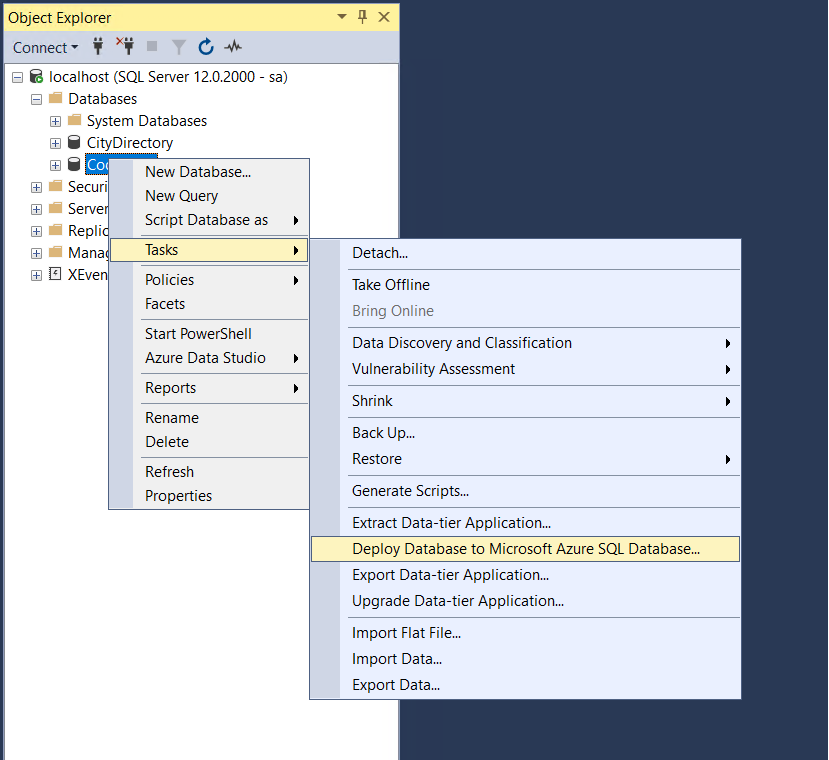 Object Explorer
Connect
localhost (SQL Server 12.0.2000 - sa)
Databases
System Databases
CityDirectory
Coo
Securi
Server
Replic
Manag
XEven
New Database...
New Query
Script Database as
Tasks
Policies
Facets
Start PowerShell
Azure Data Studio
Reports
Rename
Delete
Refresh
Properties
Detach...
Take Offline
Bring Online
Data Discovery and Classification
Vulnerability Assessment
Shrink
Back Up...
Restore
Generate Scripts...
Extract Data-tier Application...
Deploy Database to Microsoft Azure SQL Database...
Export Data-tier Application...
Upgrade Data-tier Application...
Import Flat File...
Import Data...
Export Data...